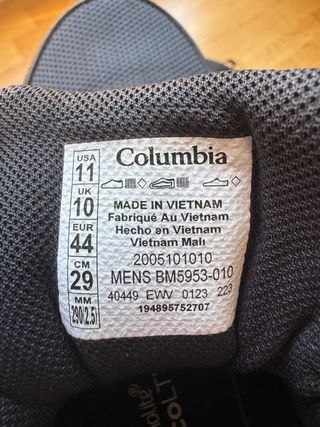 USA
11
UK
10
EUR
44
CM
29
MM
290(2.5)
Columbia
MADE IN VIETNAM
Fabriqué Au Vietnam
Hecho en Vietnam
Vietnam Malı
2005101010
MENS BM5953-010
40449 EWV 0123 223
194895752707